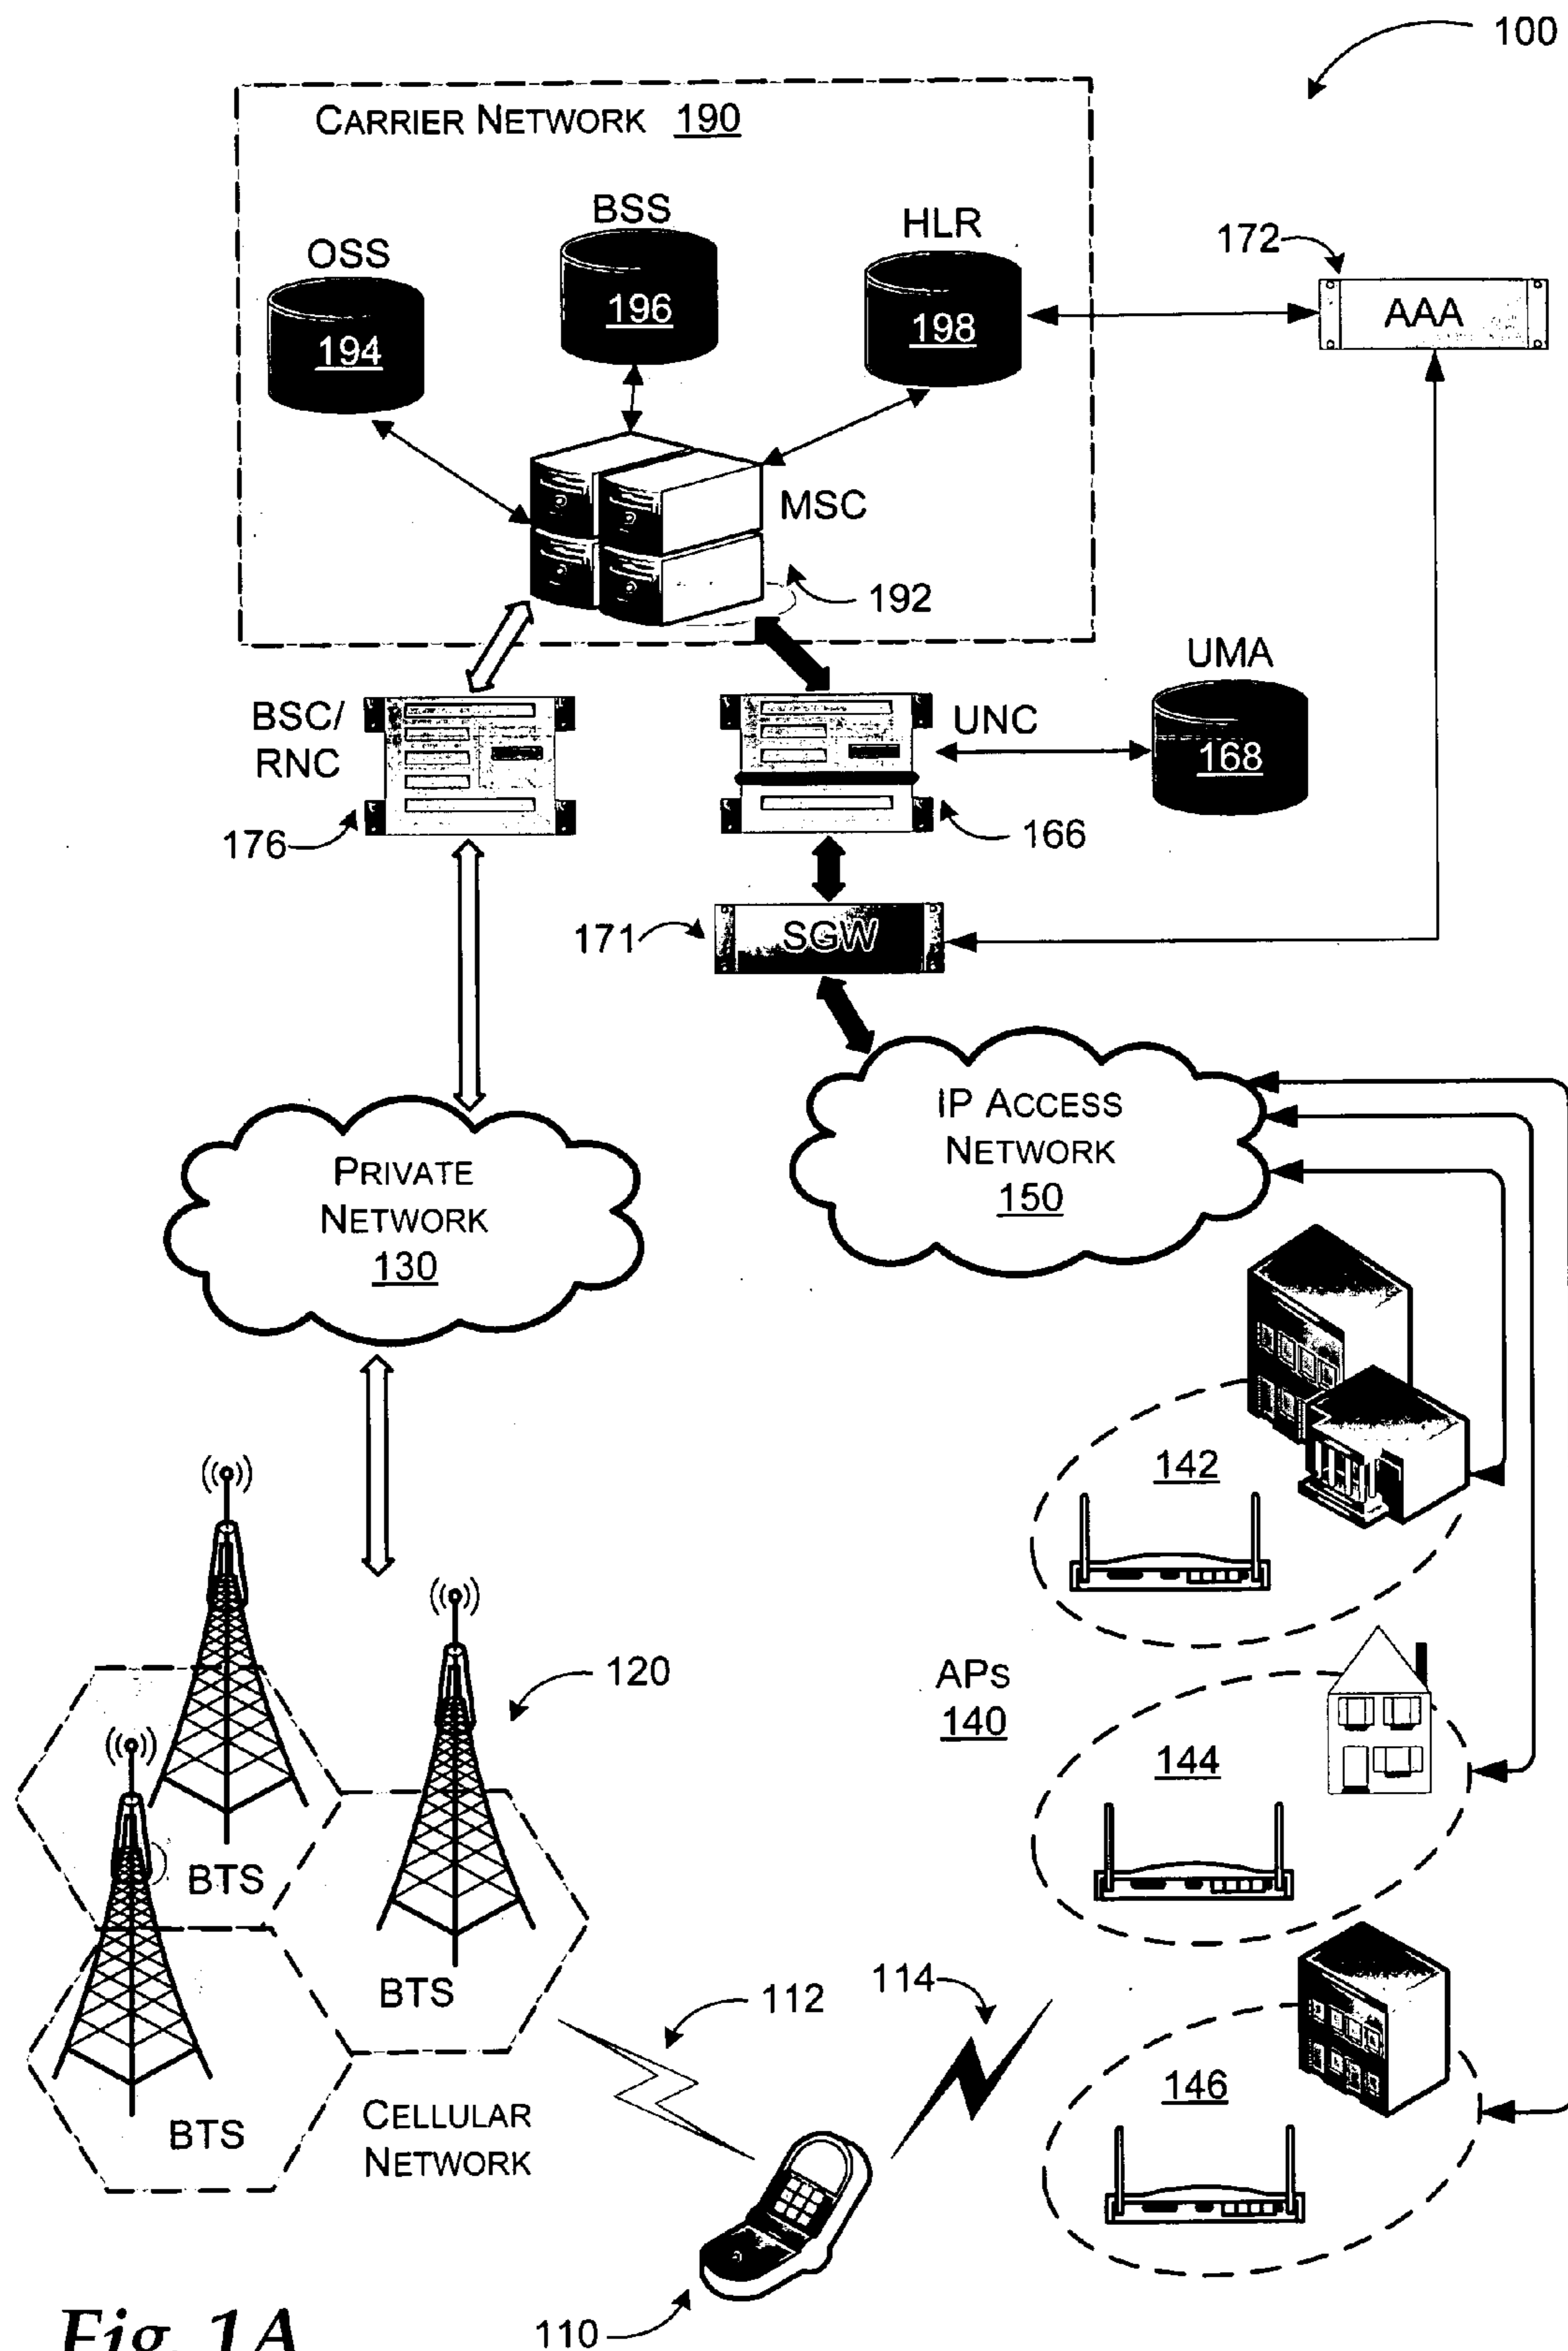 100
CARRIER NETWORK 190
BSS
HLR
OSS
172
AAA
196
198
194
MSC
192
UMA
BSC/
RNC
UNC
168
176
166
171
SGW
IP ACCESS
NETWORK
150
PRIVATE
NETWORK
130
142
120
APS
140
144
BTS
BTS
114
112
146
CELLULAR
NETWORK
BTS
110
Fig. 1A